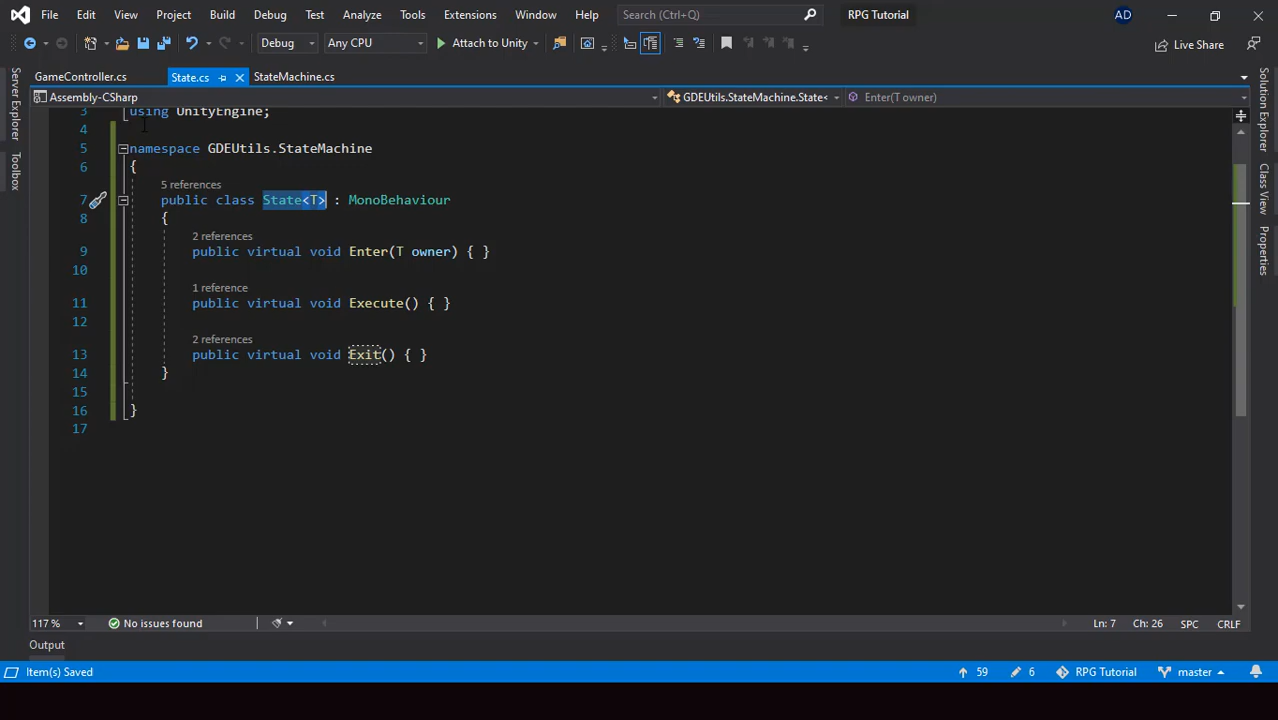 File Edit View Project Build Debug Test Analyze Tools Extensions Window Help Search (Ctrl+Q) RPG Tutorial AD
Debug Any CPU Attach to Unity Live Share
GameController.cs State.cs StateMachine.cs
Assembly-CSharp GDEUtils.StateMachine.State< Enter(T owner)
Server Explorer
Toolbox
Solution Explorer
Class View
Properties
3 using UnityEngine;
4
5 namespace GDEUtils.StateMachine
6 {
5 references
7 public class State<T> : MonoBehaviour
8 {
2 references
9 public virtual void Enter(T owner) { }
10
1 reference
11 public virtual void Execute() { }
12
2 references
13 public virtual void Exit() { }
14 }
15
16 }
17
117 % No issues found Ln: 7 Ch: 26 SPC CRLF
Output
Item(s) Saved 59 6 RPG Tutorial master